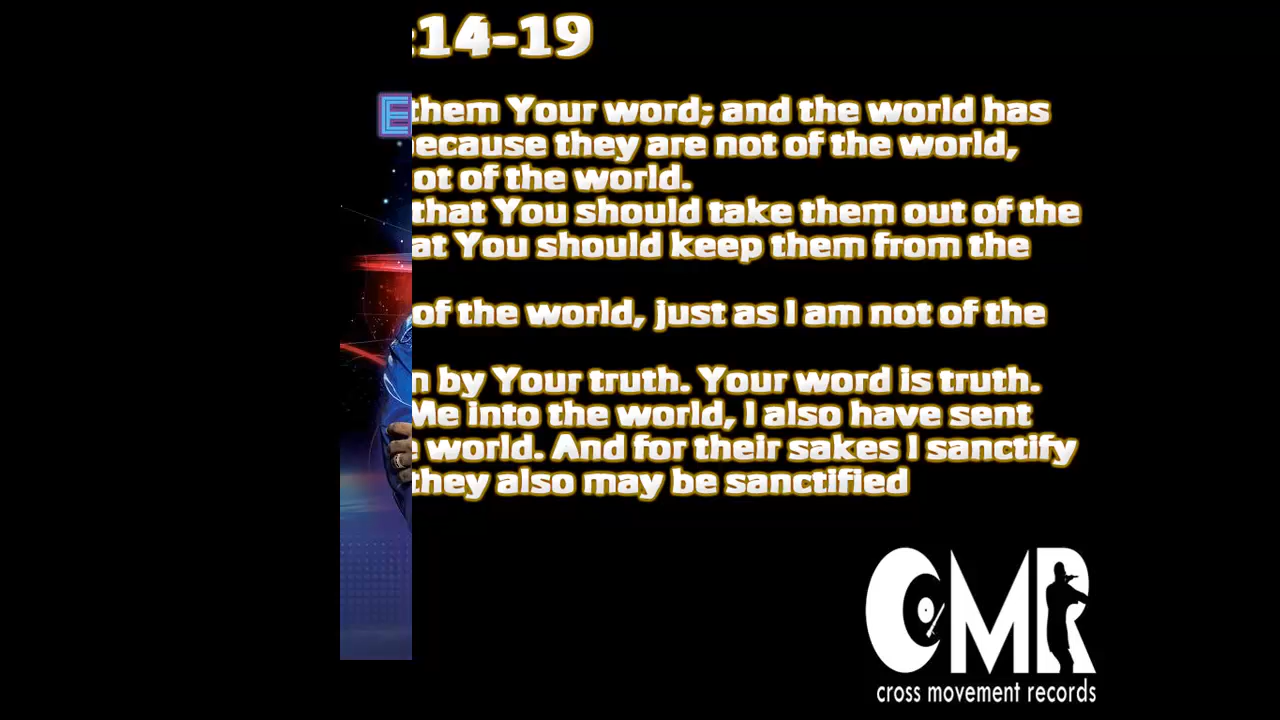 :14-19
E
them Your word; and the world has
ecause they are not of the world,
ot of the world.
that You should take them out of the
at You should keep them from the
of the world, just as I am not of the
n by Your truth. Your word is truth.
Me into the world, I also have sent
e world. And for their sakes I sanctify
they also may be sanctified
CMR
cross movement records